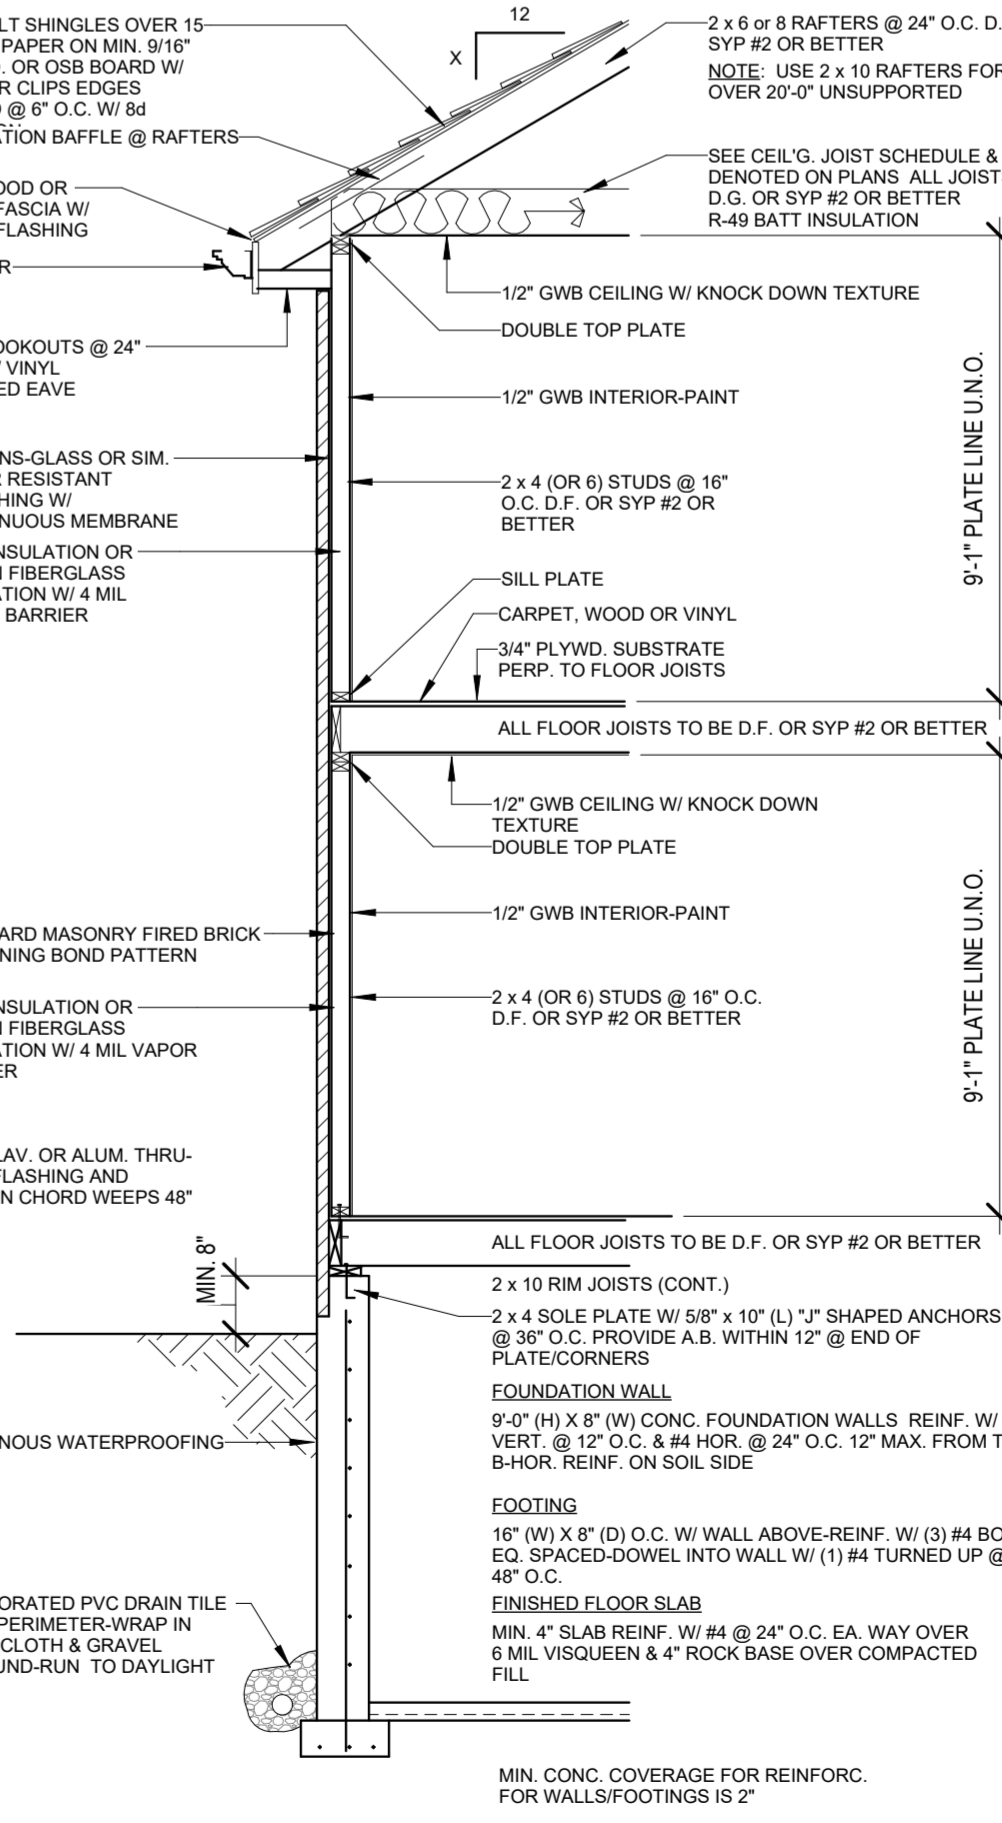 LT SHINGLES OVER 15
PAPER ON MIN. 9/16"
. OR OSB BOARD W/
R CLIPS EDGES
@ 6" O.C. W/ 8d
TION BAFFLE @ RAFTERS
OOD OR
FASCIA W/
FLASHING
R
OOKOUTS @ 24"
VINYL
ED EAVE
NS-GLASS OR SIM.
R RESISTANT
HING W/
NUOUS MEMBRANE
NSULATION OR
FIBERGLASS
ATION W/ 4 MIL
BARRIER
ARD MASONRY FIRED BRICK
NING BOND PATTERN
NSULATION OR
FIBERGLASS
ATION W/ 4 MIL VAPOR
ER
LAV. OR ALUM. THRU-
FLASHING AND
N CHORD WEEPS 48"
MIN. 8"
NOUS WATERPROOFING
ORATED PVC DRAIN TILE
PERIMETER-WRAP IN
CLOTH & GRAVEL
UND-RUN TO DAYLIGHT
12
X
2 x 6 or 8 RAFTERS @ 24" O.C. D.
SYP #2 OR BETTER
NOTE: USE 2 x 10 RAFTERS FOR
OVER 20'-0" UNSUPPORTED
SEE CEIL'G. JOIST SCHEDULE &
DENOTED ON PLANS ALL JOIST
D.G. OR SYP #2 OR BETTER
R-49 BATT INSULATION
1/2" GWB CEILING W/ KNOCK DOWN TEXTURE
DOUBLE TOP PLATE
1/2" GWB INTERIOR-PAINT
2 x 4 (OR 6) STUDS @ 16"
O.C. D.F. OR SYP #2 OR
BETTER
SILL PLATE
CARPET, WOOD OR VINYL
3/4" PLYWD. SUBSTRATE
PERP. TO FLOOR JOISTS
9'-1" PLATE LINE U.N.O.
ALL FLOOR JOISTS TO BE D.F. OR SYP #2 OR BETTER
1/2" GWB CEILING W/ KNOCK DOWN
TEXTURE
DOUBLE TOP PLATE
1/2" GWB INTERIOR-PAINT
2 x 4 (OR 6) STUDS @ 16" O.C.
D.F. OR SYP #2 OR BETTER
9'-1" PLATE LINE U.N.O.
ALL FLOOR JOISTS TO BE D.F. OR SYP #2 OR BETTER
2 x 10 RIM JOISTS (CONT.)
2 x 4 SOLE PLATE W/ 5/8" x 10" (L) "J" SHAPED ANCHORS
@ 36" O.C. PROVIDE A.B. WITHIN 12" @ END OF
PLATE/CORNERS
FOUNDATION WALL
9'-0" (H) X 8" (W) CONC. FOUNDATION WALLS REINF. W/
VERT. @ 12" O.C. & #4 HOR. @ 24" O.C. 12" MAX. FROM T
B-HOR. REINF. ON SOIL SIDE
FOOTING
16" (W) X 8" (D) O.C. W/ WALL ABOVE-REINF. W/ (3) #4 BO
EQ. SPACED-DOWEL INTO WALL W/ (1) #4 TURNED UP @
48" O.C.
FINISHED FLOOR SLAB
MIN. 4" SLAB REINF. W/ #4 @ 24" O.C. EA. WAY OVER
6 MIL VISQUEEN & 4" ROCK BASE OVER COMPACTED
FILL
MIN. CONC. COVERAGE FOR REINFORC.
FOR WALLS/FOOTINGS IS 2"